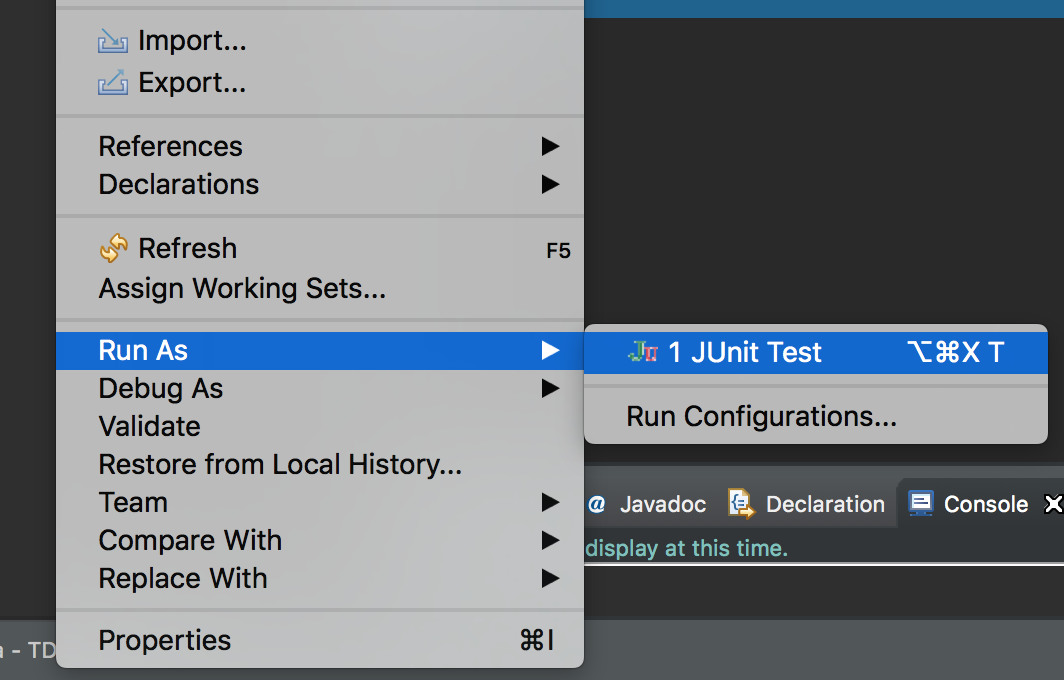 Import...
Export...
References
Declarations
Refresh F5
Assign Working Sets...
Run As
1 JUnit Test ⌥⌘X T
Debug As
Validate
Run Configurations...
Restore from Local History...
Team
@ Javadoc Declaration Console
Compare With
display at this time.
Replace With
Properties ⌘I
- TD